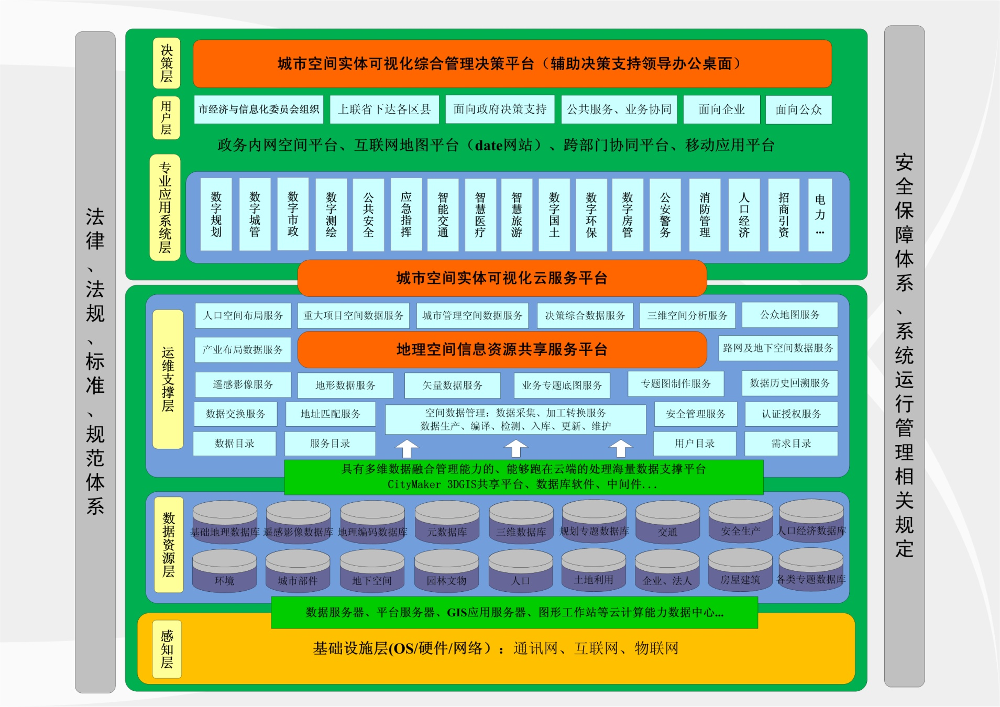 决策层
城市空间实体可视化综合管理决策平台（辅助决策支持领导办公桌面）
用户层
市经济与信息化委员会组织
上联省下达各区县
面向政府决策支持
公共服务、业务协同
面向企业
面向公众
政务内网空间平台、互联网地图平台（date网站）、跨部门协同平台、移动应用平台
专业应用系统层
数字规划
数字城管
数字市政
数字测绘
公共安全
应急指挥
智能交通
智慧医疗
智慧旅游
数字国土
数字环保
数字房管
公安警务
消防管理
人口经济
招商引资
电力...
城市空间实体可视化云服务平台
运维支撑层
人口空间布局服务
重大项目空间数据服务
城市管理空间数据服务
决策综合数据服务
三维空间分析服务
公众地图服务
产业布局数据服务
地理空间信息资源共享服务平台
路网及地下空间数据服务
遥感影像服务
地形数据服务
矢量数据服务
业务专题底图服务
专题图制作服务
数据历史回溯服务
数据交换服务
地址匹配服务
空间数据管理：数据采集、加工转换服务
数据生产、编译、检测、入库、更新、维护
安全管理服务
认证授权服务
数据目录
服务目录
用户目录
需求目录
具有多维数据融合管理能力的、能够跑在云端的处理海量数据支撑平台
CityMaker 3DGIS共享平台、数据库软件、中间件...
数据资源层
基础地理数据库
遥感影像数据库
地理编码数据库
元数据库
三维数据库
规划专题数据库
交通
安全生产
人口经济数据库
环境
城市部件
地下空间
园林文物
人口
土地利用
企业、法人
房屋建筑
各类专题数据库
数据服务器、平台服务器、GIS应用服务器、图形工作站等云计算能力数据中心...
感知层
基础设施层(OS/硬件/网络）：通讯网、互联网、物联网
法律、法规、标准、规范体系
安全保障体系、系统运行管理相关规定